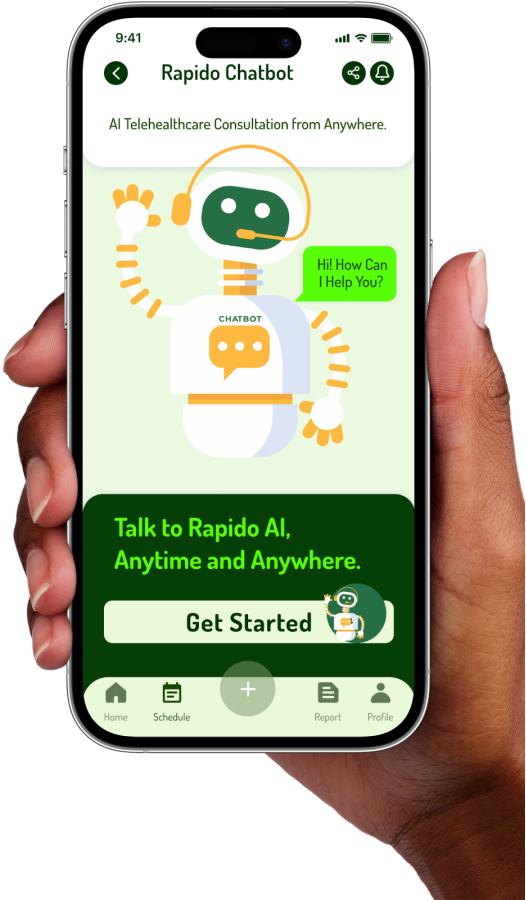 9:41
Rapido Chatbot
AI Telehealthcare Consultation from Anywhere.
Hi! How Can
I Help You?
CHATBOT
Talk to Rapido AI,
Anytime and Anywhere.
Get Started
Home
Schedule
Report
Profile